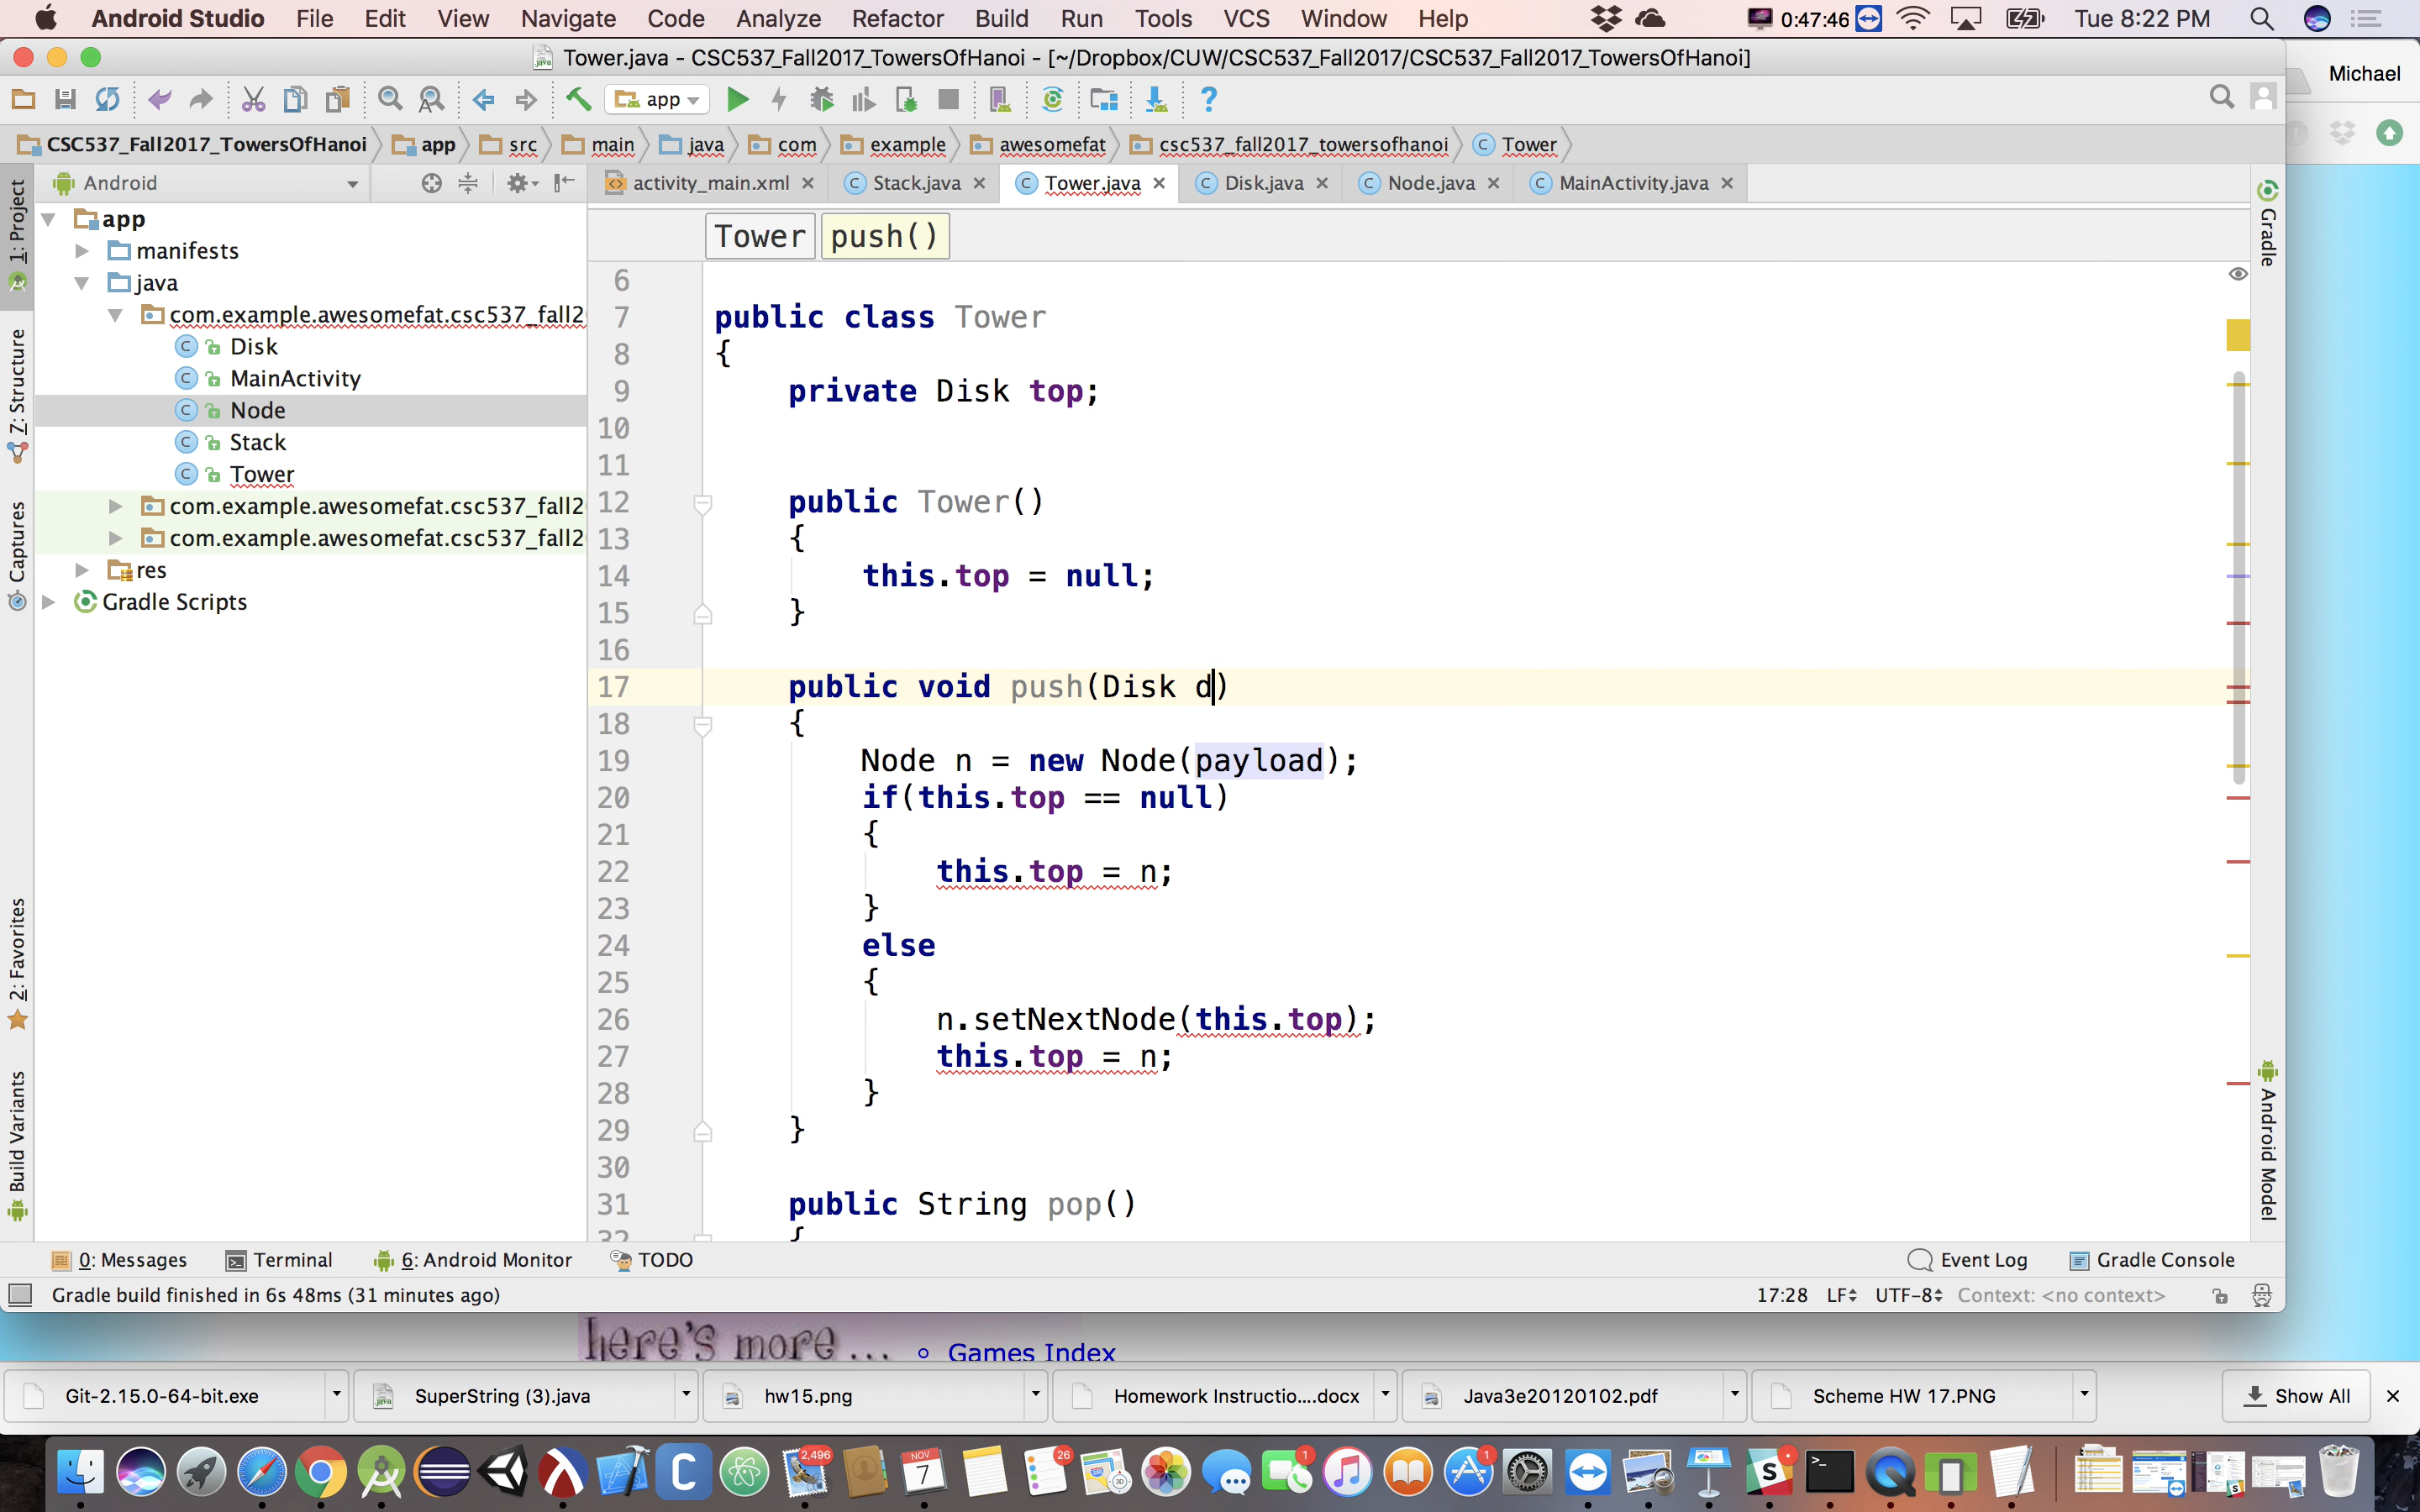 Android Studio File Edit View Navigate Code Analyze Refactor Build Run Tools VCS Window Help 0:47:46 Tue 8:22 PM
Tower.java - CSC537_Fall2017_TowersOfHanoi - [~/Dropbox/CUW/CSC537_Fall2017/CSC537_Fall2017_TowersOfHanoi]
Michael
app
CSC537_Fall2017_TowersOfHanoi app src main java com example awesomefat csc537_fall2017_towersofhanoi Tower
Android
activity_main.xml Stack.java Tower.java Disk.java Node.java MainActivity.java
1: Project
Z: Structure
Captures
2: Favorites
Build Variants
app
manifests
java
com.example.awesomefat.csc537_fall2
Disk
MainActivity
Node
Stack
Tower
com.example.awesomefat.csc537_fall2
com.example.awesomefat.csc537_fall2
res
Gradle Scripts
Tower push()
6
7 public class Tower
8 {
9 private Disk top;
10
11
12 public Tower()
13 {
14 this.top = null;
15 }
16
17 public void push(Disk d)
18 {
19 Node n = new Node(payload);
20 if(this.top == null)
21 {
22 this.top = n;
23 }
24 else
25 {
26 n.setNextNode(this.top);
27 this.top = n;
28 }
29 }
30
31 public String pop()
32 {
Gradle
Android Model
0: Messages Terminal 6: Android Monitor TODO Event Log Gradle Console
Gradle build finished in 6s 48ms (31 minutes ago) 17:28 LF UTF-8 Context: <no context>
here's more ... Games Index
Git-2.15.0-64-bit.exe SuperString (3).java hw15.png Homework Instructio....docx Java3e20120102.pdf Scheme HW 17.PNG Show All
2,496 NOV 7 26 1 1